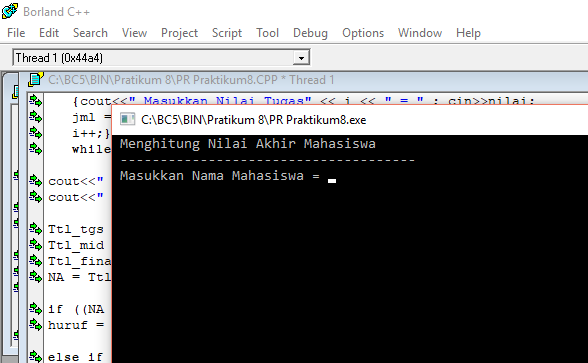 Borland C++
File Edit Search View Project Script Tool Debug Options Window Help
Thread 1 (0x44a4)
C:\BC5\BIN\Pratikum 8\PR Praktikum8.CPP * Thread 1
{cout<<" Masukkan Nilai Tugas" << i << " = " ; cin>>nilai;
jml =
i++;}
while
cout<<"
cout<<"
Ttl_tgs
Ttl_mid
Ttl_fina
NA = Ttl
if ((NA
huruf =
else if
C:\BC5\BIN\Pratikum 8\PR Praktikum8.exe
Menghitung Nilai Akhir Mahasiswa
-------------------------------------
Masukkan Nama Mahasiswa =